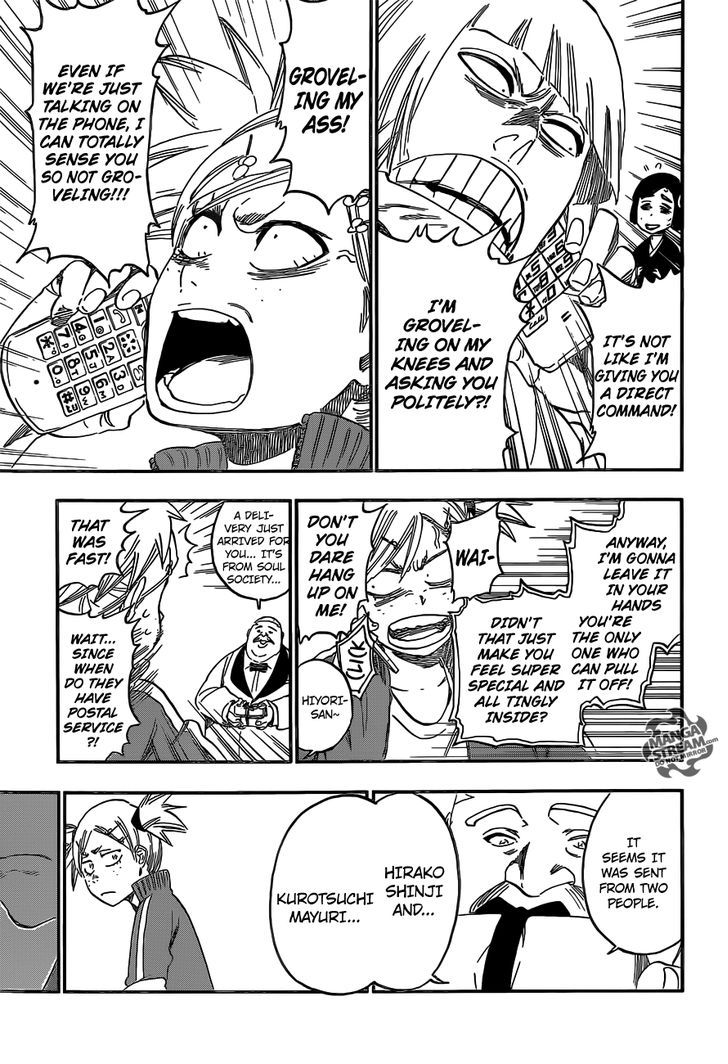 IT'S NOT
LIKE I'M
GIVING YOU
A DIRECT
COMMAND!
I'M
GROVEL-
ING ON
MY
KNEES AND
ASKING YOU
POLITELY?!
GROVEL-
ING MY
ASS!
EVEN IF
WE'RE JUST
TALKING ON
THE PHONE, I
CAN TOTALLY
SENSE YOU
SO NOT GRO-
VELING!!!
ANYWAY,
I'M GONNA
LEAVE IT
IN YOUR
HANDS
YOU'RE
THE ONLY
ONE WHO
CAN PULL
IT OFF!
DIDN'T
THAT JUST
MAKE YOU
FEEL SUPER
SPECIAL AND
ALL TINGLY
INSIDE?
WAI-
DON'T
YOU
DARE
HANG
UP ON
ME!
CLICK
HIYORI-
SAN~
A DELI-
VERY JUST
ARRIVED FOR
YOU... IT'S
FROM SOUL
SOCIETY...
THAT
WAS
FAST!
WAIT...
SINCE
WHEN
DO THEY
HAVE
POSTAL
SERVICE
?!
MANGA
STREAM.com
DO NOT MIRROR
IT
SEEMS IT
WAS SENT
FROM TWO
PEOPLE.
HIRAKO
SHINJI
AND...
KUROTSUCHI
MAYURI...